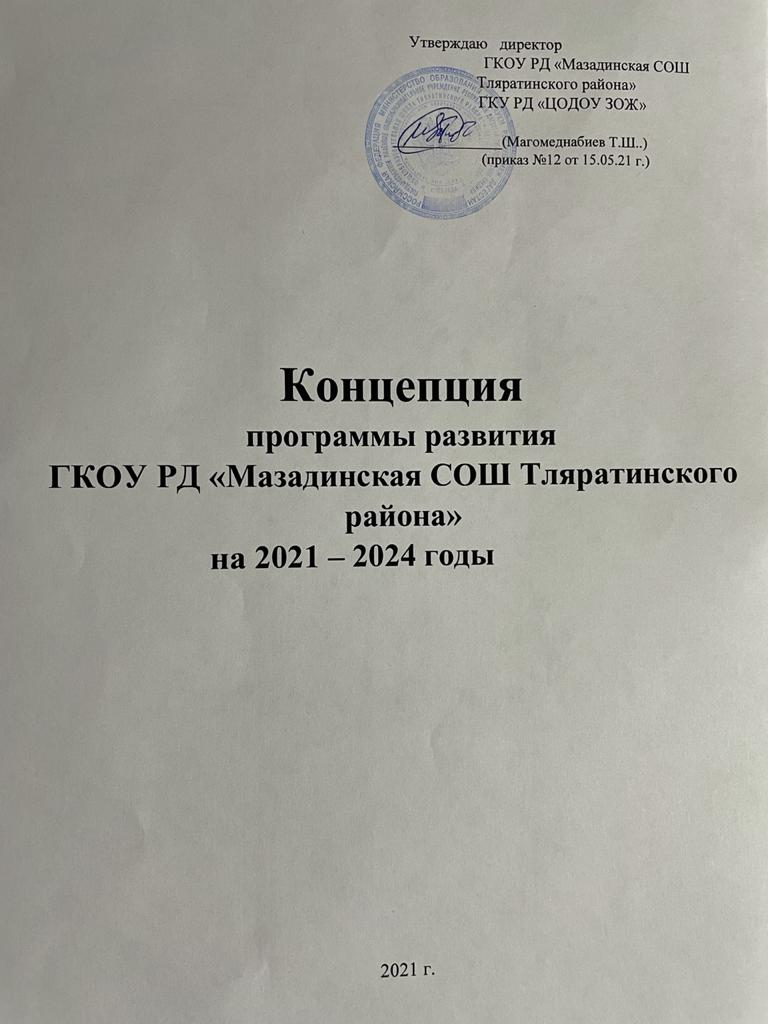 Утверждаю директор
ГКОУ РД «Мазадинская СОШ
Тляратинского района»
ГКУ РД «ЦОДОУ ЗОЖ»
(Магомеднабиев Т.Ш..)
(приказ №12 от 15.05.21 г.)
Концепция
программы развития
ГКОУ РД «Мазадинская СОШ Тляратинского
района»
на 2021 – 2024 годы
2021 г.